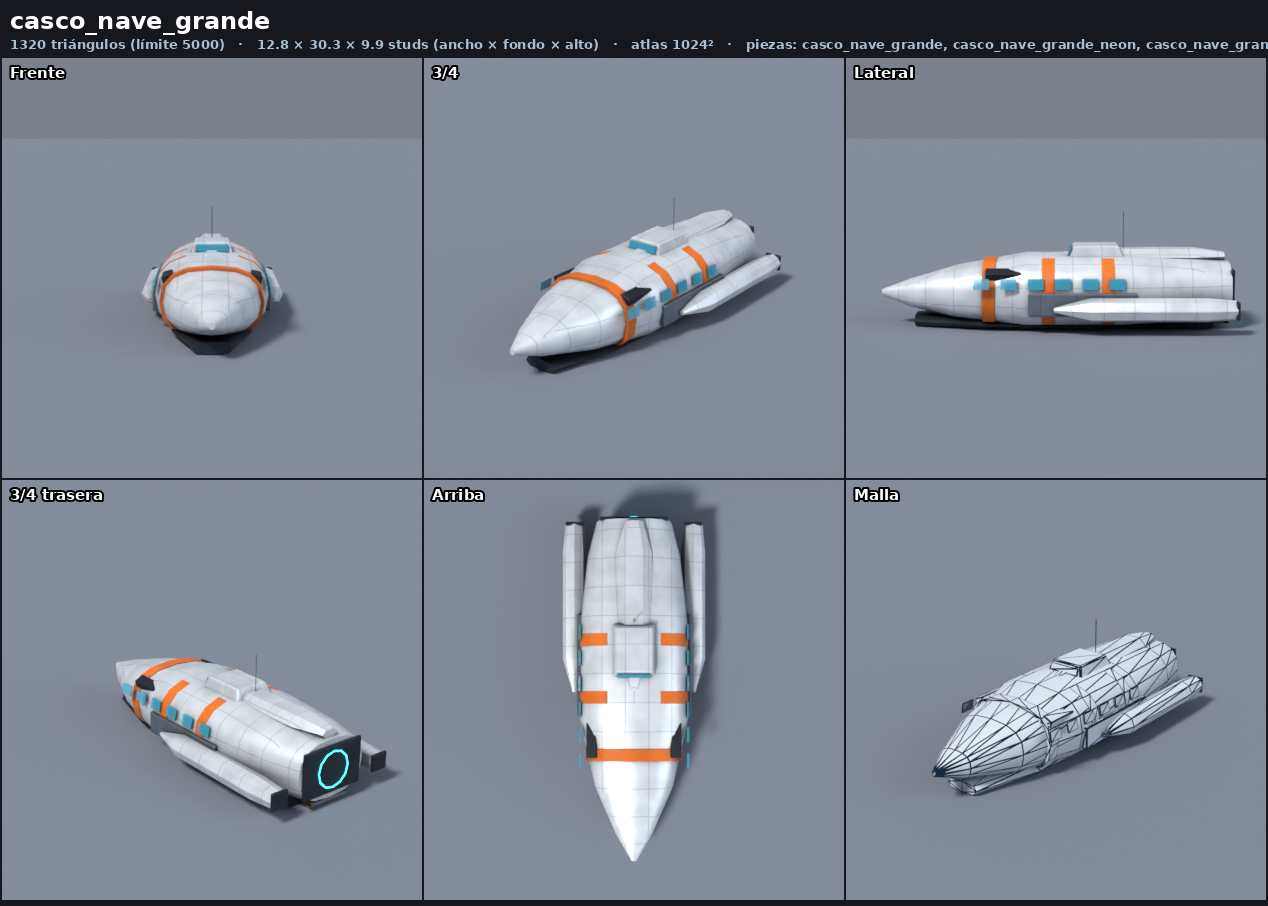 casco_nave_grande
1320 triángulos (límite 5000) · 12.8 × 30.3 × 9.9 studs (ancho × fondo × alto) · atlas 1024² · piezas: casco_nave_grande, casco_nave_grande_neon, casco_nave_gran
Frente
3/4
Lateral
3/4 trasera
Arriba
Malla